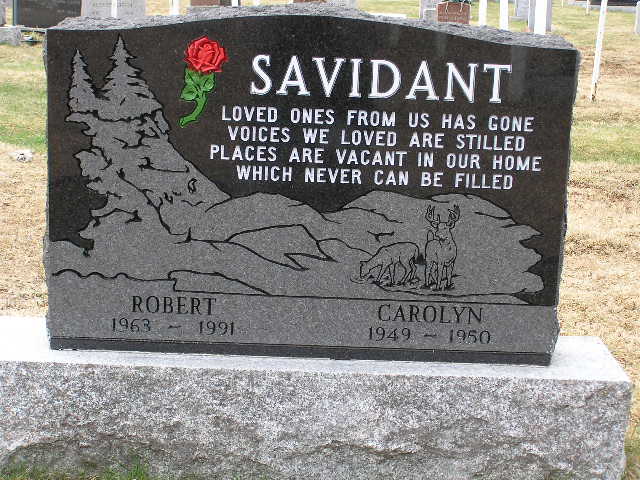 SAVIDANT
LOVED ONES FROM US HAS GONE
VOICES WE LOVED ARE STILLED
PLACES ARE VACANT IN OUR HOME
WHICH NEVER CAN BE FILLED
ROBERT
1963 ~ 1991
CAROLYN
1949 ~ 1950